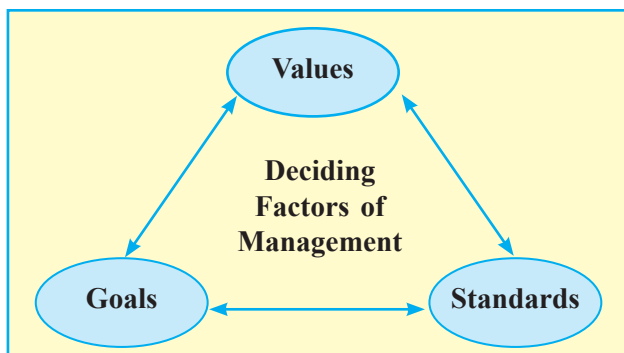 Values
Deciding
Factors of
Management
Goals
Standards